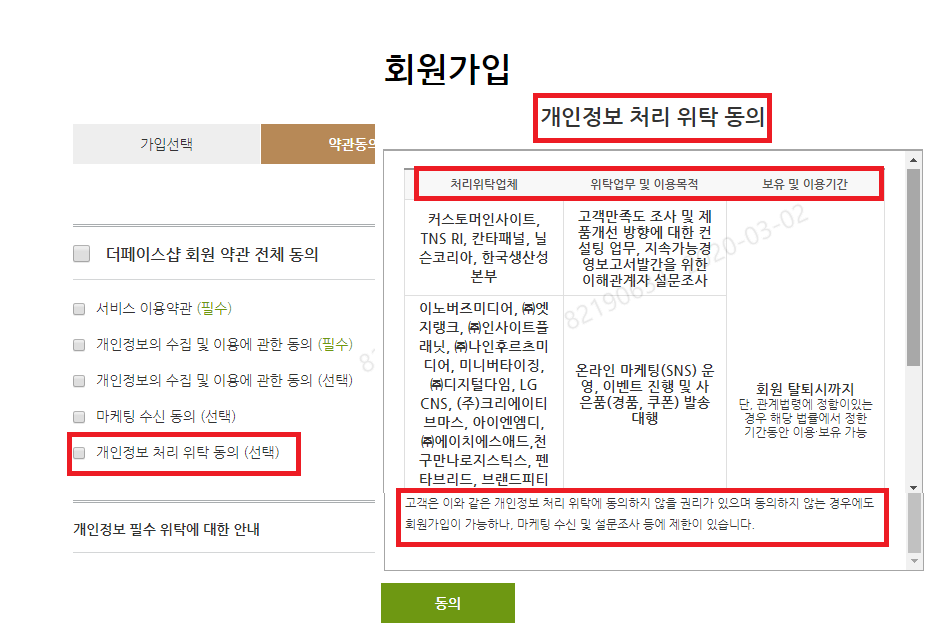 회원가입
개인정보 처리 위탁 동의
가입선택
약관동의
더페이스샵 회원 약관 전체 동의
서비스 이용약관 (필수)
개인정보의 수집 및 이용에 관한 동의 (필수)
개인정보의 수집 및 이용에 관한 동의 (선택)
마케팅 수신 동의 (선택)
개인정보 처리 위탁 동의 (선택)
개인정보 필수 위탁에 대한 안내
처리위탁업체
위탁업무 및 이용목적
보유 및 이용기간
커스토머인사이트,
TNS RI, 칸타패널, 닐
슨코리아, 한국생산성
본부
고객만족도 조사 및 제
품개선 방향에 대한 컨
설팅 업무, 지속가능경
영보고서발간을 위한
이해관계자 설문조사
이노버즈미디어, ㈜엣
지랭크, ㈜인사이트플
래닛, ㈜나인후르츠미
디어, 미니버타이징,
㈜디지털다임, LG
CNS, (주)크리에이티
브마스, 아이엔엠디,
㈜에이치에스애드,천
구만나로지스틱스, 펜
타브리드, 브랜드피티
온라인 마케팅(SNS) 운
영, 이벤트 진행 및 사
은품(경품, 쿠폰) 발송
대행
회원 탈퇴시까지
단, 관계법령에 정함이있는
경우 해당 법률에서 정한
기간동안 이용·보유 가능
고객은 이와 같은 개인정보 처리 위탁에 동의하지 않을 권리가 있으며 동의하지 않는 경우에도
회원가입이 가능하나, 마케팅 수신 및 설문조사 등에 제한이 있습니다.
동의